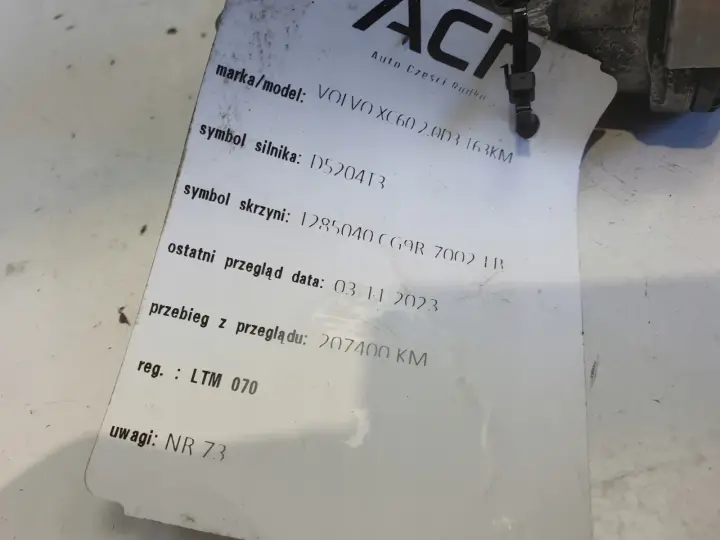 ACR
Auto Części Rudka
marka/model: VOLVO XC60 2.0D3 163KM
symbol silnika: D5204T3
symbol skrzyni: 1285040 CG9R-7002-
ostatni przegląd data: 03.11.2023
przebieg z przeglądu: 207400 KM
reg. : LTM 070
uwagi: NR 73